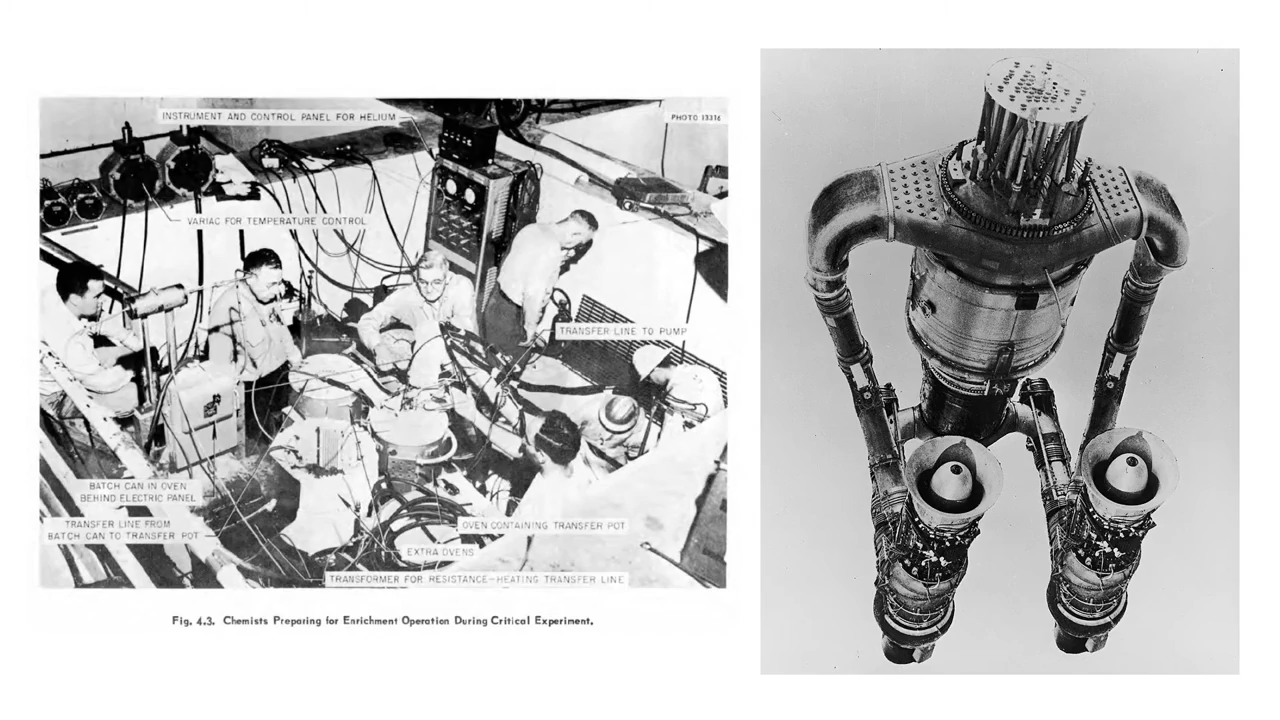 INSTRUMENT AND CONTROL PANEL FOR HELIUM
PHOTO 13316
VARIAC FOR TEMPERATURE CONTROL
TRANSFER LINE TO PUMP
BATCH CAN IN OVEN
BEHIND ELECTRIC PANEL
TRANSFER LINE FROM
BATCH CAN TO TRANSFER POT
OVEN CONTAINING TRANSFER POT
EXTRA OVENS
TRANSFORMER FOR RESISTANCE-HEATING TRANSFER LINE
Fig. 4.3. Chemists Preparing for Enrichment Operation During Critical Experiment.